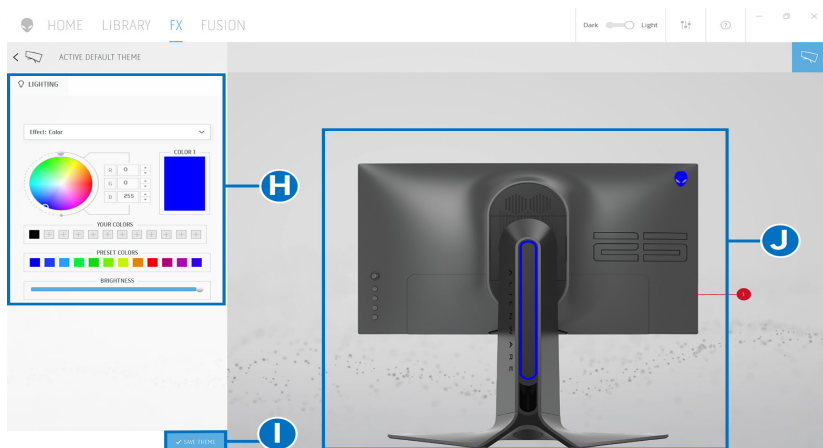 HOME LIBRARY FX FUSION
Dark Light
ACTIVE DEFAULT THEME
LIGHTING
Effect: Color
COLOR 1
R 0
G 0
B 255
H
YOUR COLORS
PRESET COLORS
BRIGHTNESS
J
1
SAVE THEME
I